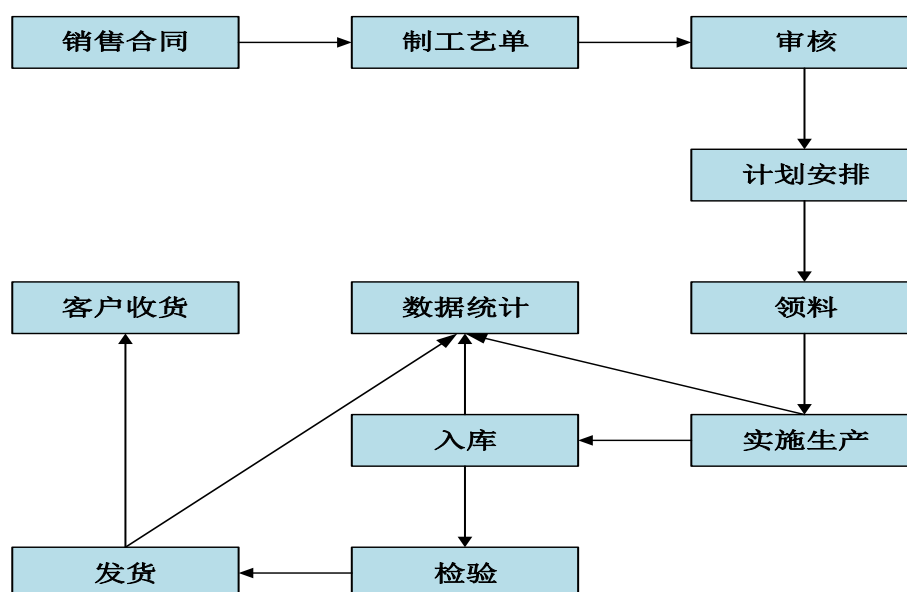 销售合同
制工艺单
审核
计划安排
客户收货
数据统计
领料
入库
实施生产
发货
检验